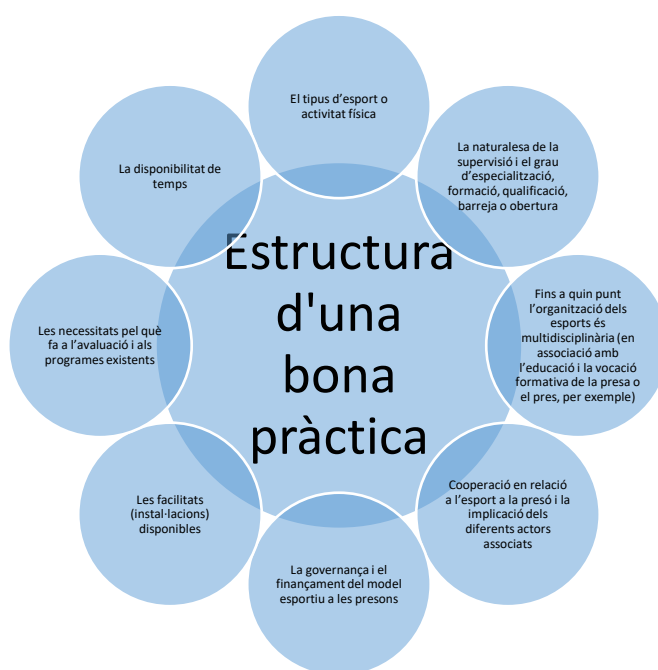 El tipus d'esport o
activitat física
La naturalesa de la
supervisió i el grau
d'especialització,
formació, qualificació,
barreja o obertura
Fins a quin punt
l'organització dels
esports és
multidisciplinària (en
associació amb
l'educació i la vocació
formativa de la presa o
el pres, per exemple)
Cooperació en relació
a l'esport a la presó i la
implicació dels
diferents actors
associats
La governança i el
finançament del model
esportiu a les presons
Les facilitats
(instal·lacions)
disponibles
Les necessitats pel què
fa a l'avaluació i als
programes existents
La disponibilitat de
temps
Estructura
d'una
bona
pràctica